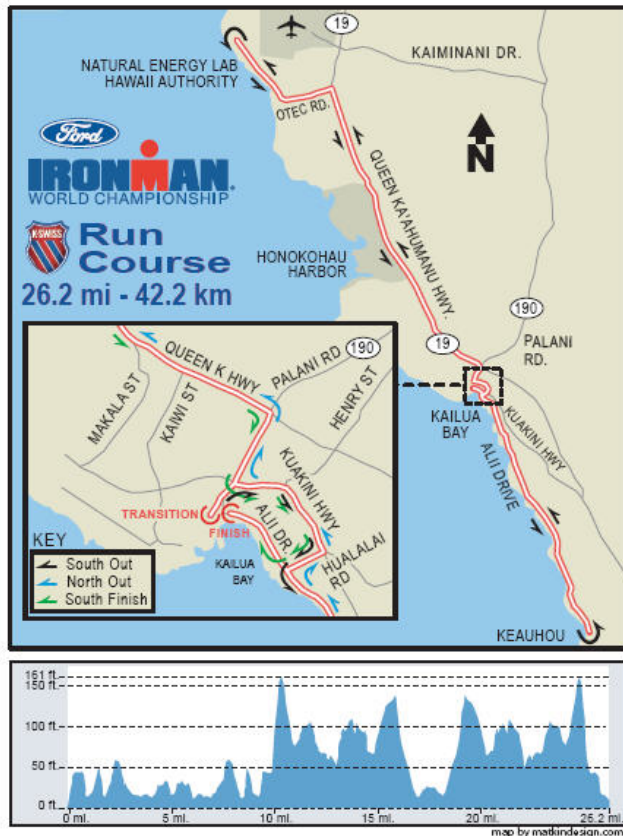 19
KAIMINANI DR.
NATURAL ENERGY LAB
HAWAII AUTHORITY
OTEC RD.
Ford
IRONMAN®
WORLD CHAMPIONSHIP
N
QUEEN KA'AHUMANU HWY.
K-SWISS
Run
Course
26.2 mi - 42.2 km
HONOKOHAU
HARBOR
190
19
PALANI
RD.
KAILUA
BAY
KUAKINI HWY
ALII DRIVE
KEAUHOU
QUEEN K HWY
PALANI RD
190
MAKALA ST
KAIWI ST
HENRY ST
KUAKINI HWY
TRANSITION
ALII DR.
FINISH
HUALALAI
RD
KAILUA
BAY
KEY
South Out
North Out
South Finish
161 ft.
150 ft.
100 ft.
50 ft.
0 ft.
0 mi.
5 mi.
10 mi.
15 mi.
20 mi.
26.2 mi.
map by matkindesign.com